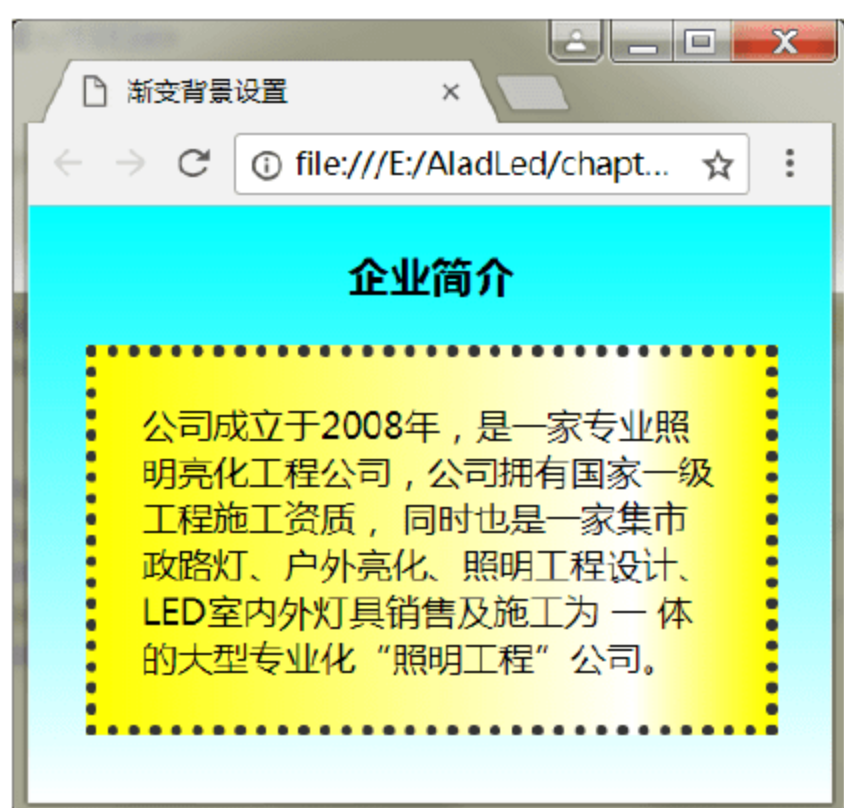 渐变背景设置
file:///E:/AladLed/chapt...
企业简介
公司成立于2008年，是一家专业照
明亮化工程公司，公司拥有国家一级
工程施工资质， 同时也是一家集市
政路灯、户外亮化、照明工程设计、
LED室内外灯具销售及施工为 一 体
的大型专业化“照明工程”公司。